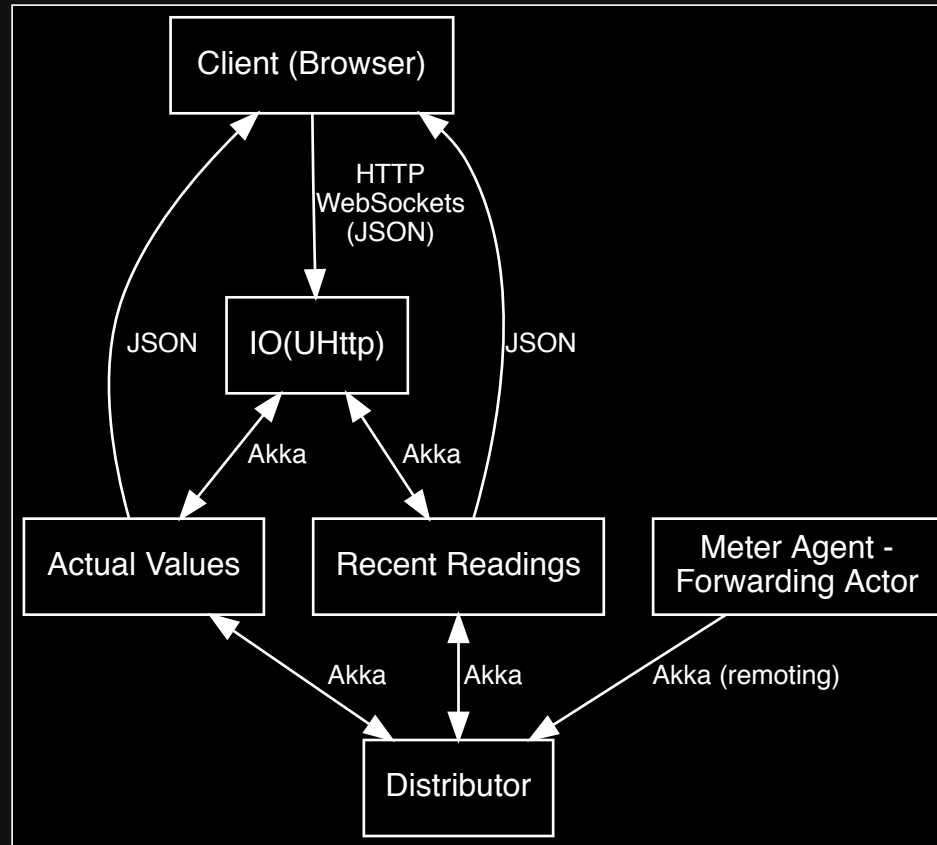 Client (Browser)
HTTP
WebSockets
(JSON)
IO(UHttp)
JSON
JSON
Akka
Akka
Actual Values
Recent Readings
Meter Agent -
Forwarding Actor
Akka
Akka
Akka (remoting)
Distributor